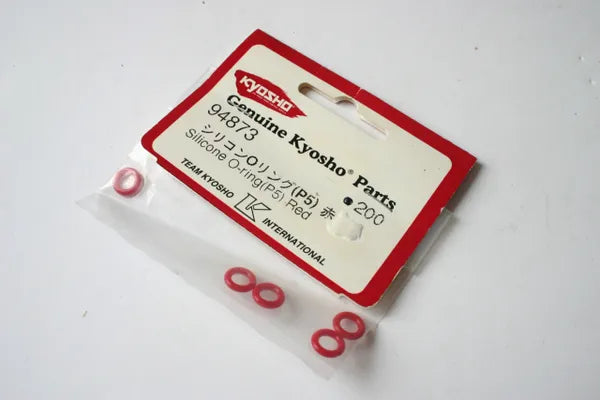 KYOSHO
Genuine Kyosho® Parts
94873
シリコンOリング(P5) 赤 • 200
Silicone O-ring(P5) Red
TEAM KYOSHO K INTERNATIONAL